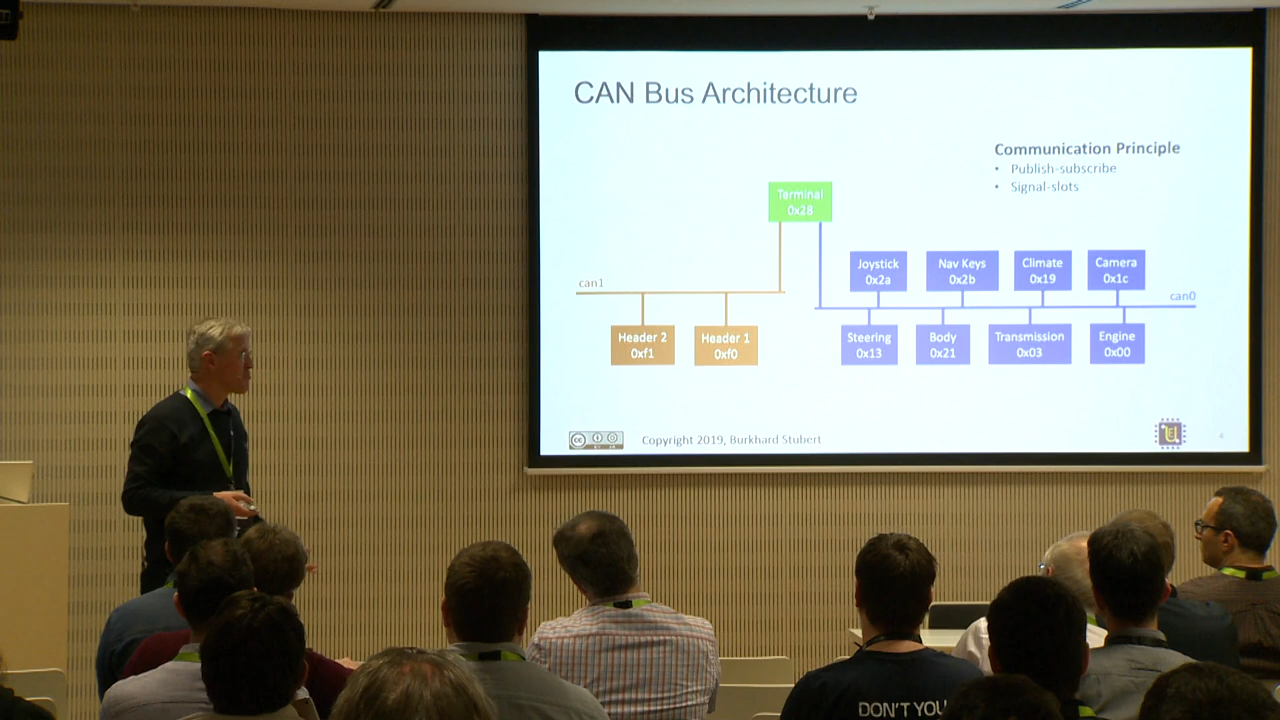 CAN Bus Architecture
Communication Principle
• Publish-subscribe
• Signal-slots
Terminal
0x28
Joystick
0x2a
Nav Keys
0x2b
Climate
0x19
Camera
0x1c
can1
can0
Header 2
0xf1
Header 1
0xf0
Steering
0x13
Body
0x21
Transmission
0x03
Engine
0x00
Copyright 2019, Burkhard Stubert
4
DON'T YOU